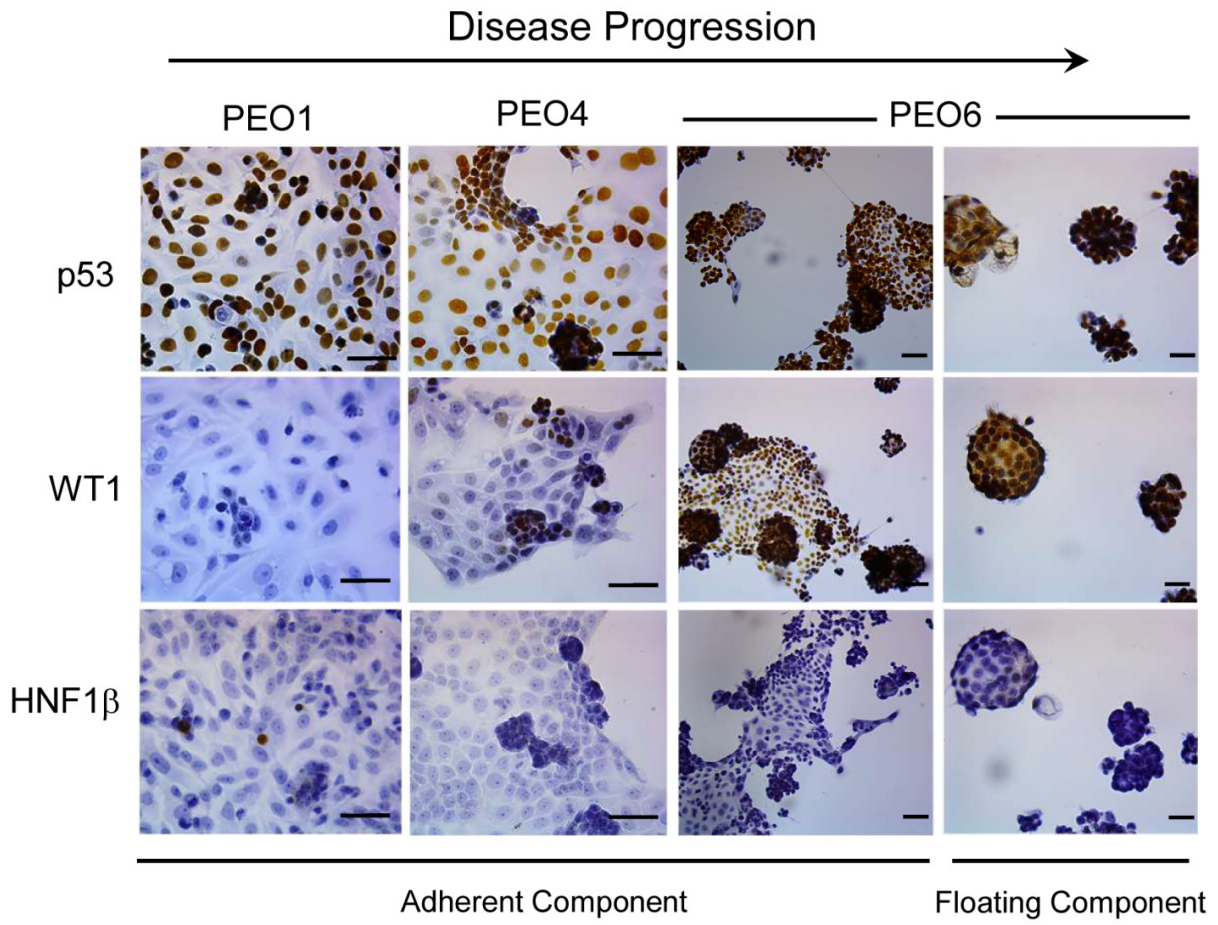 Disease Progression
PEO1
PEO4
PEO6
p53
WT1
HNF1β
Adherent Component
Floating Component